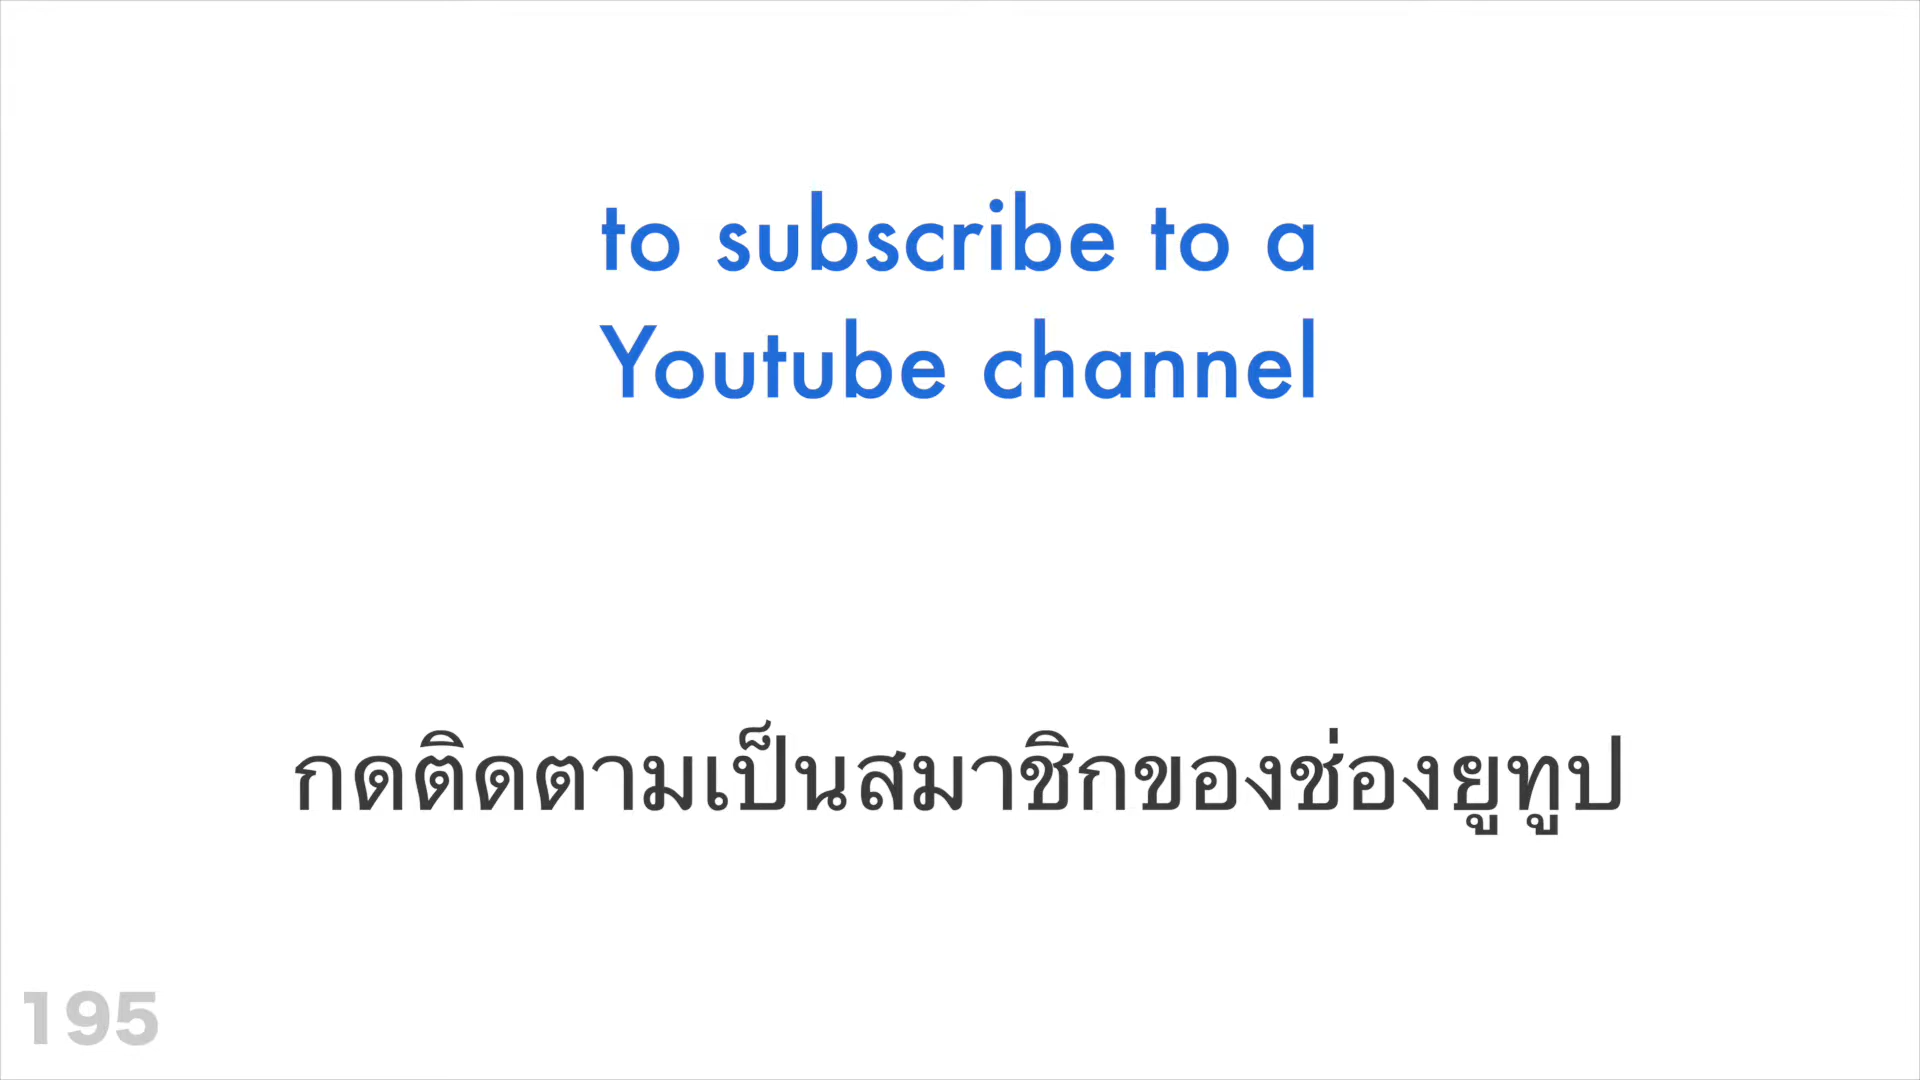 to subscribe to a
Youtube channel
กดติดตามเป็นสมาชิกของช่องยูทูป
195